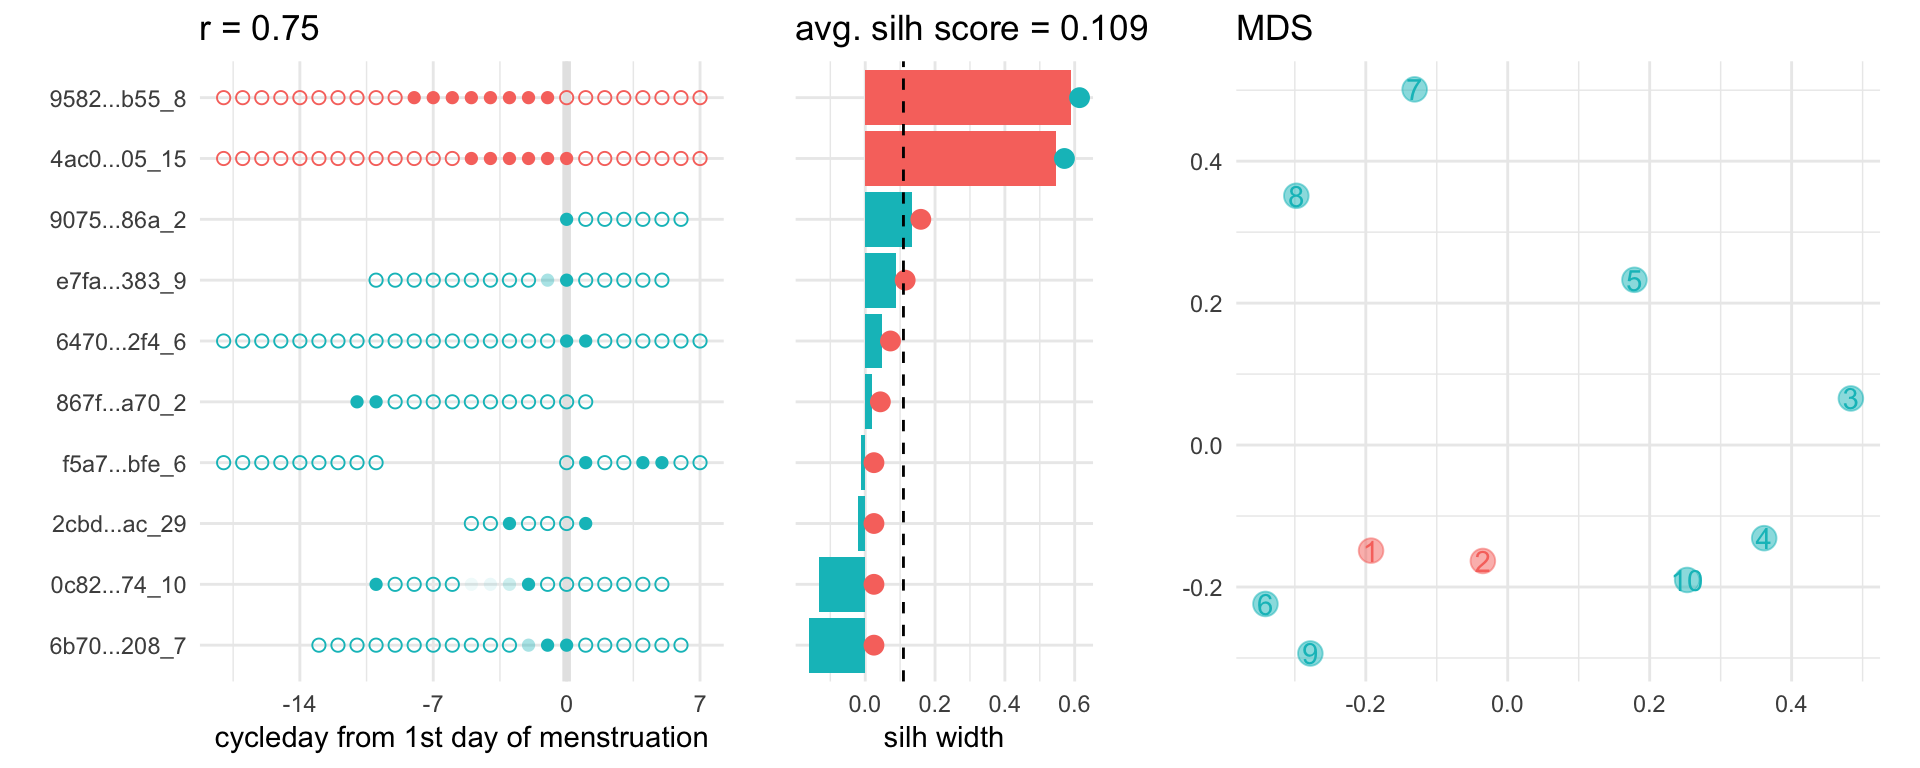 r = 0.75
avg. silh score = 0.109
MDS
9582...b55_8
4ac0...05_15
9075...86a_2
e7fa...383_9
6470...2f4_6
867f...a70_2
f5a7...bfe_6
2cbd...ac_29
0c82...74_10
6b70...208_7
-14 -7 0 7
cycleday from 1st day of menstruation
0.0 0.2 0.4 0.6
silh width
0.4
0.2
0.0
-0.2
7
8
5
3
4
1
2
10
6
9
-0.2 0.0 0.2 0.4